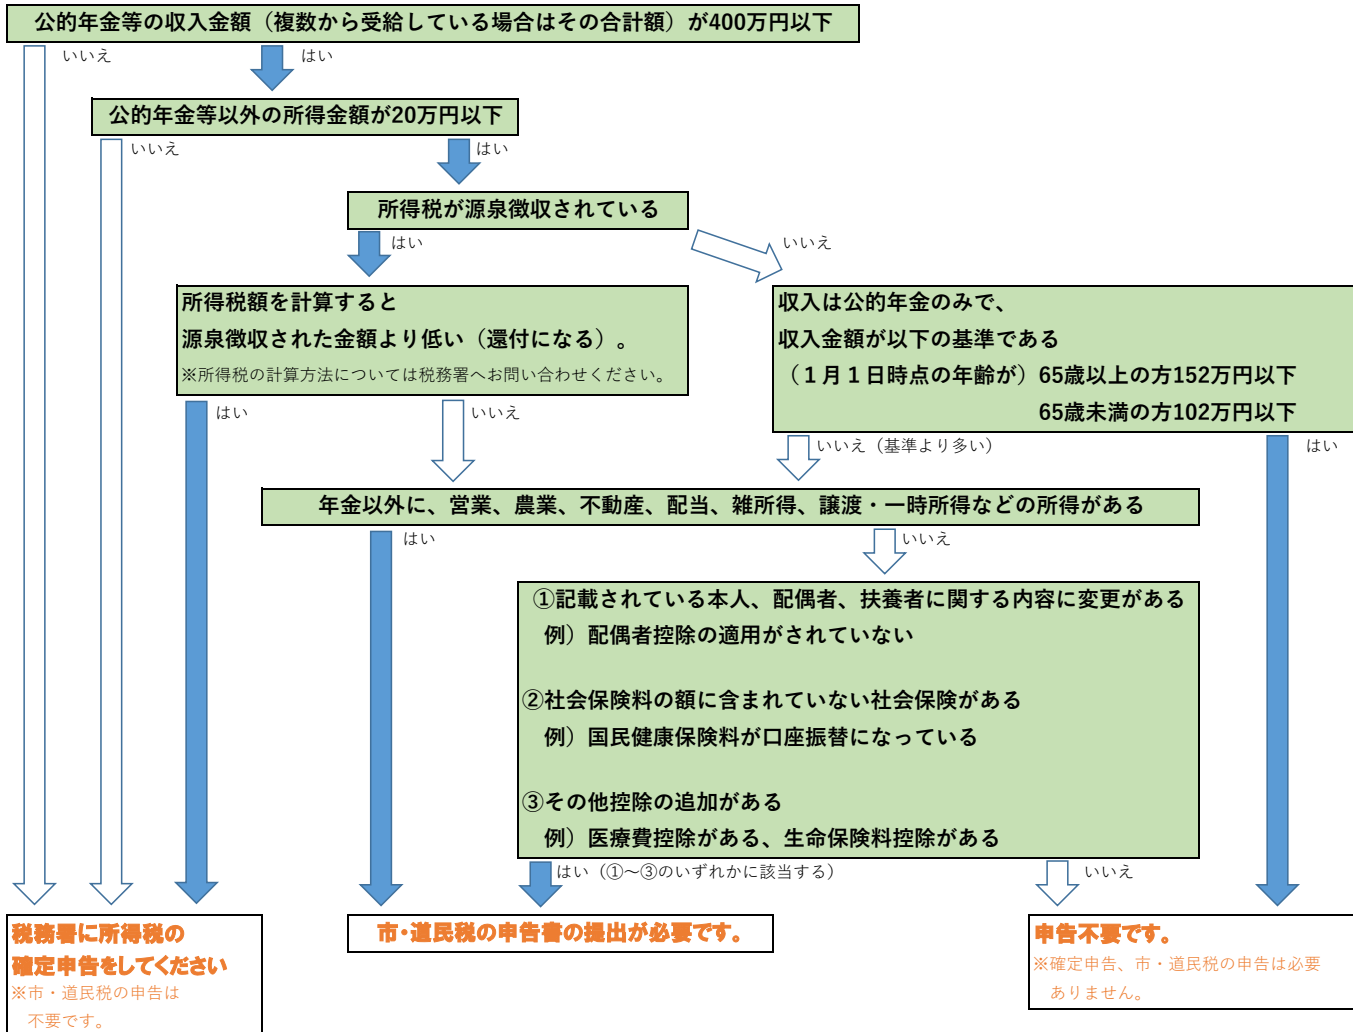 公的年金等の収入金額（複数から受給している場合はその合計額）が400万円以下
いいえ
はい
公的年金等以外の所得金額が20万円以下
いいえ
はい
所得税が源泉徴収されている
はい
いいえ
所得税額を計算すると
源泉徴収された金額より低い（還付になる）。
※所得税の計算方法については税務署へお問い合わせください。
収入は公的年金のみで、
収入金額が以下の基準である
（１月１日時点の年齢が）65歳以上の方152万円以下
65歳未満の方102万円以下
はい
いいえ
いいえ（基準より多い）
はい
年金以外に、営業、農業、不動産、配当、雑所得、譲渡・一時所得などの所得がある
はい
いいえ
①記載されている本人、配偶者、扶養者に関する内容に変更がある
例）配偶者控除の適用がされていない
②社会保険料の額に含まれていない社会保険がある
例）国民健康保険料が口座振替になっている
③その他控除の追加がある
例）医療費控除がある、生命保険料控除がある
はい（①～③のいずれかに該当する）
いいえ
税務署に所得税の
確定申告をしてください
※市・道民税の申告は
不要です。
市・道民税の申告書の提出が必要です。
申告不要です。
※確定申告、市・道民税の申告は必要
ありません。